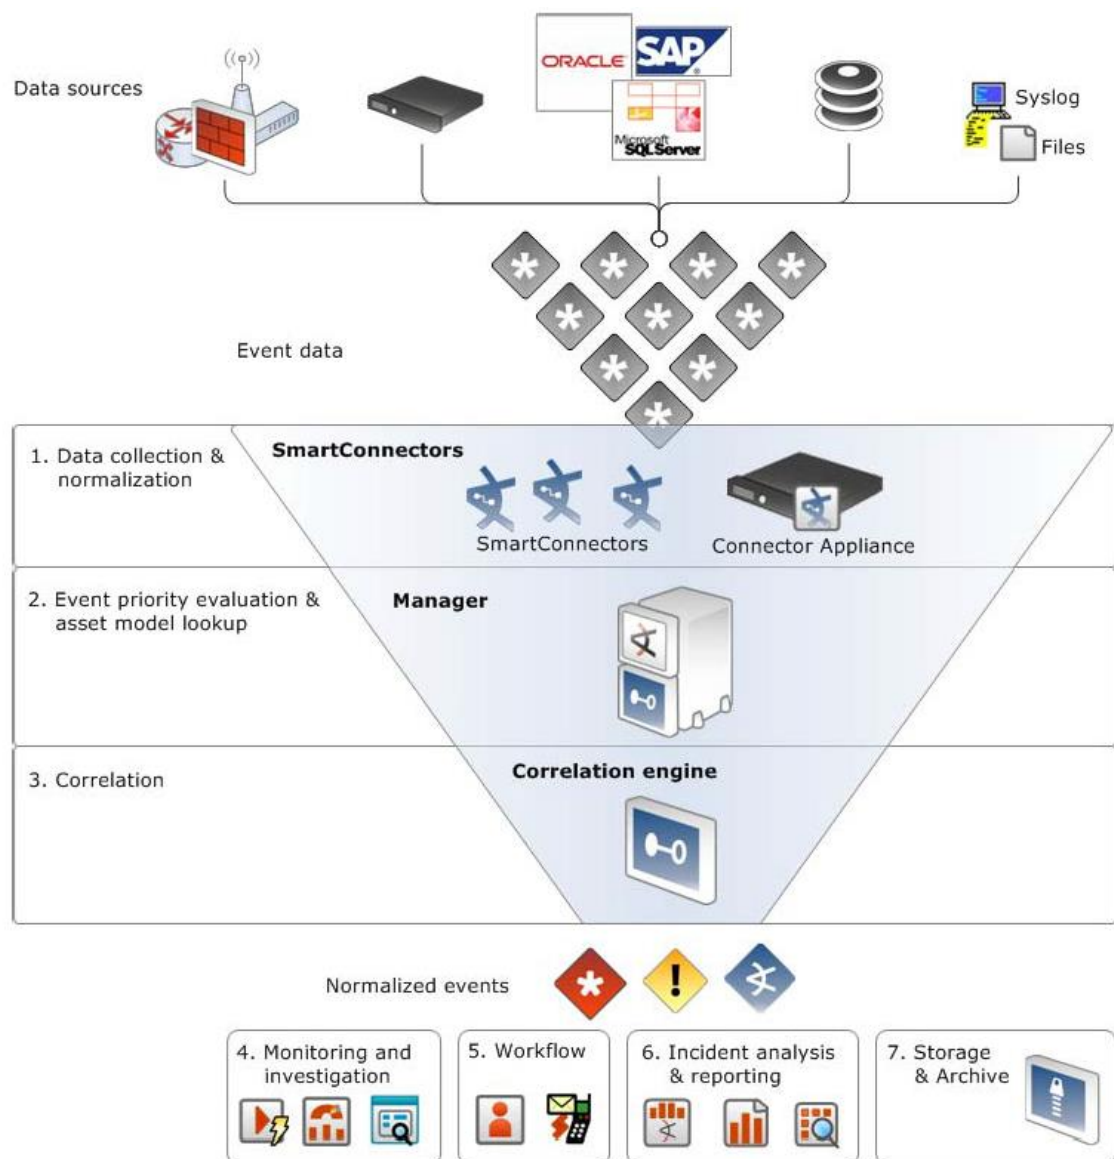 Data sources
ORACLE
SAP
®
Microsoft
SQL Server
Syslog
Files
Event data
1. Data collection &
normalization
SmartConnectors
SmartConnectors
Connector Appliance
2. Event priority evaluation &
asset model lookup
Manager
3. Correlation
Correlation engine
Normalized events
4. Monitoring and
investigation
5. Workflow
6. Incident analysis
& reporting
7. Storage
& Archive